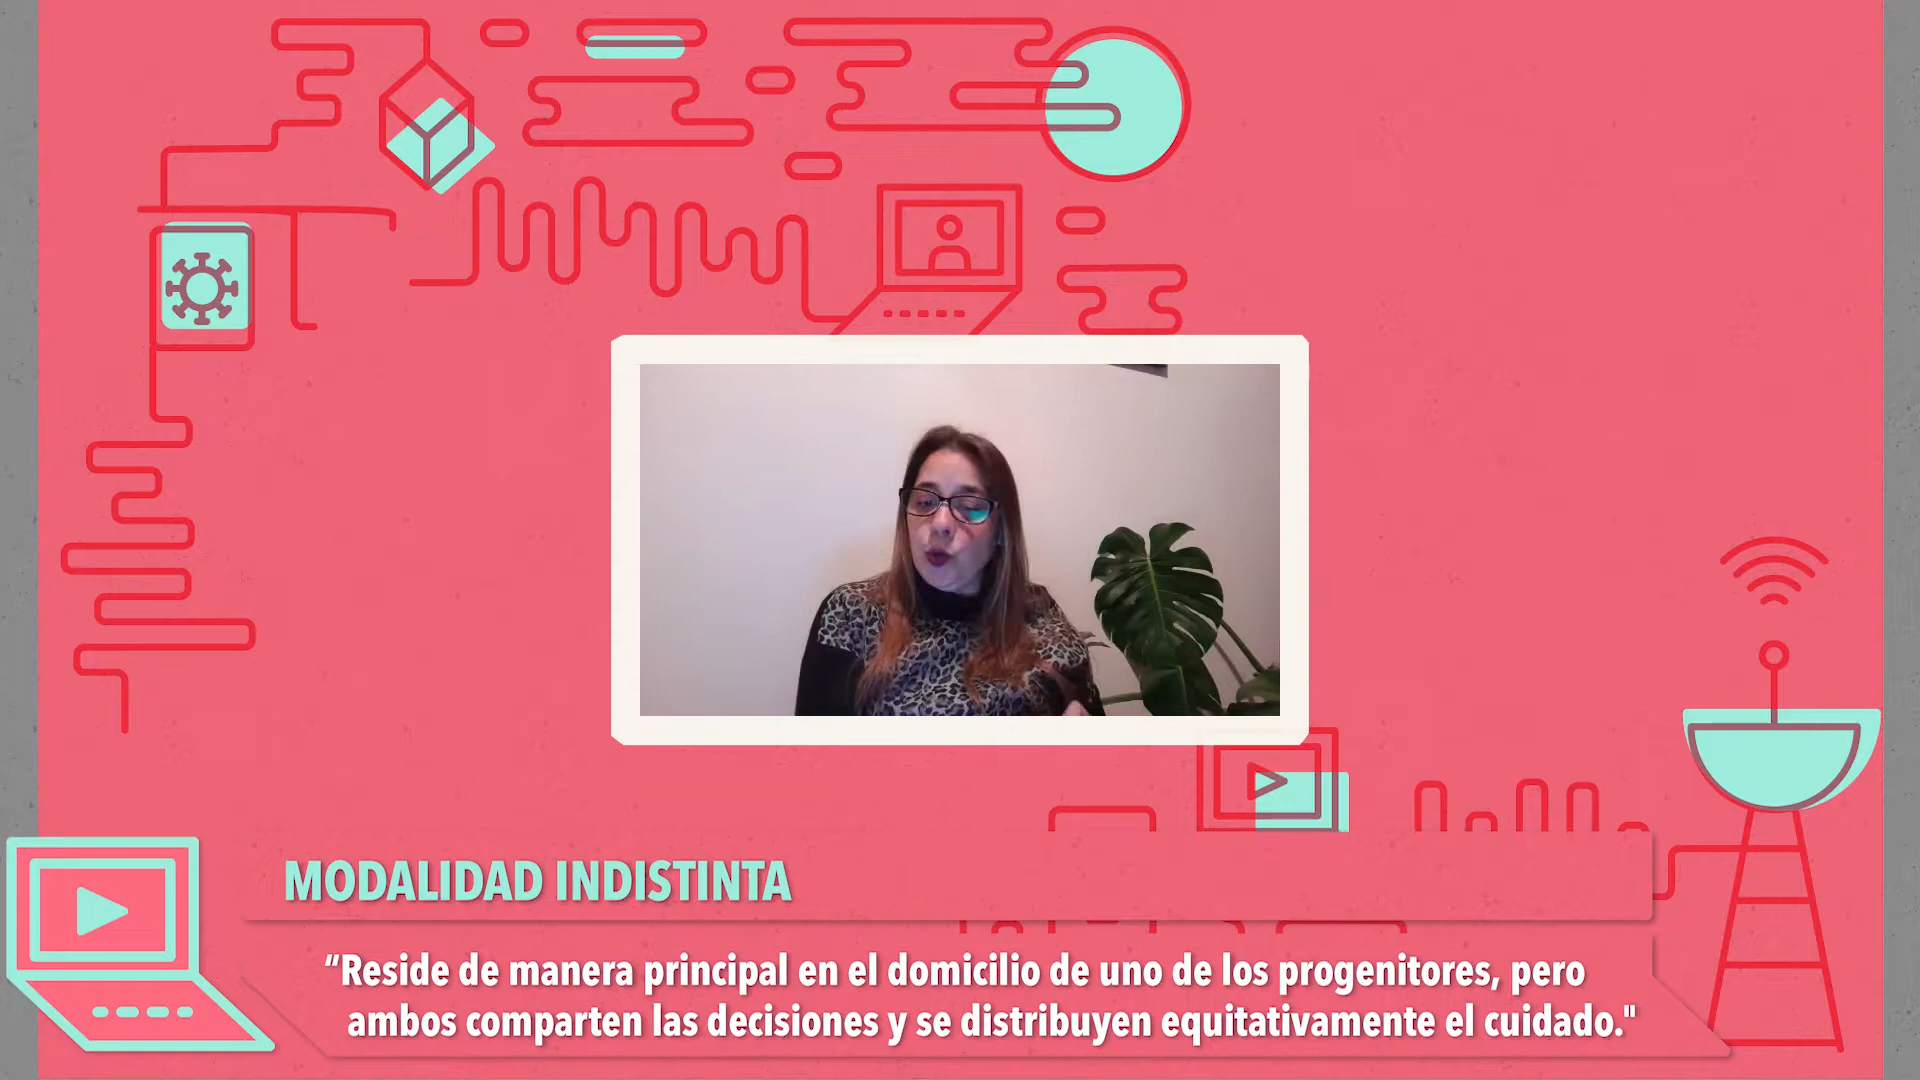 MODALIDAD INDISTINTA
“Reside de manera principal en el domicilio de uno de los progenitores, pero
ambos comparten las decisiones y se distribuyen equitativamente el cuidado."